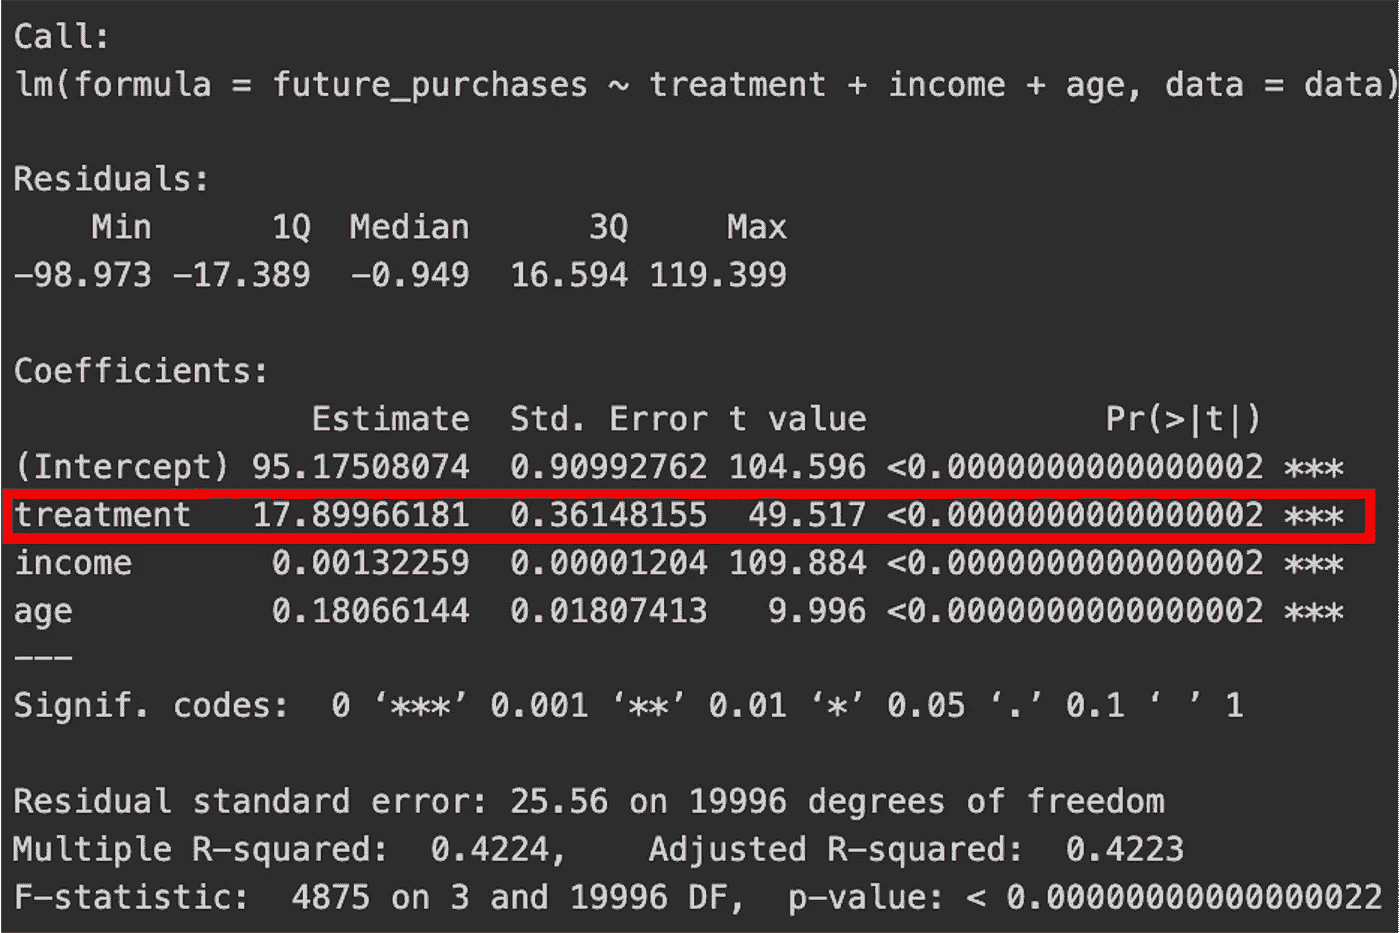 Call:
lm(formula = future_purchases ~ treatment + income + age, data = data)
Residuals:
    Min      1Q  Median      3Q     Max
-98.973 -17.389  -0.949  16.594 119.399
Coefficients:
               Estimate  Std. Error t value            Pr(>|t|)
(Intercept) 95.17508074  0.90992762 104.596 <0.0000000000000002 ***
treatment   17.89966181  0.36148155  49.517 <0.0000000000000002 ***
income       0.00132259  0.00001204 109.884 <0.0000000000000002 ***
age          0.18066144  0.01807413   9.996 <0.0000000000000002 ***
---
Signif. codes:  0 ‘***’ 0.001 ‘**’ 0.01 ‘*’ 0.05 ‘.’ 0.1 ‘ ’ 1
Residual standard error: 25.56 on 19996 degrees of freedom
Multiple R-squared:  0.4224,    Adjusted R-squared:  0.4223
F-statistic:  4875 on 3 and 19996 DF,  p-value: < 0.00000000000000022